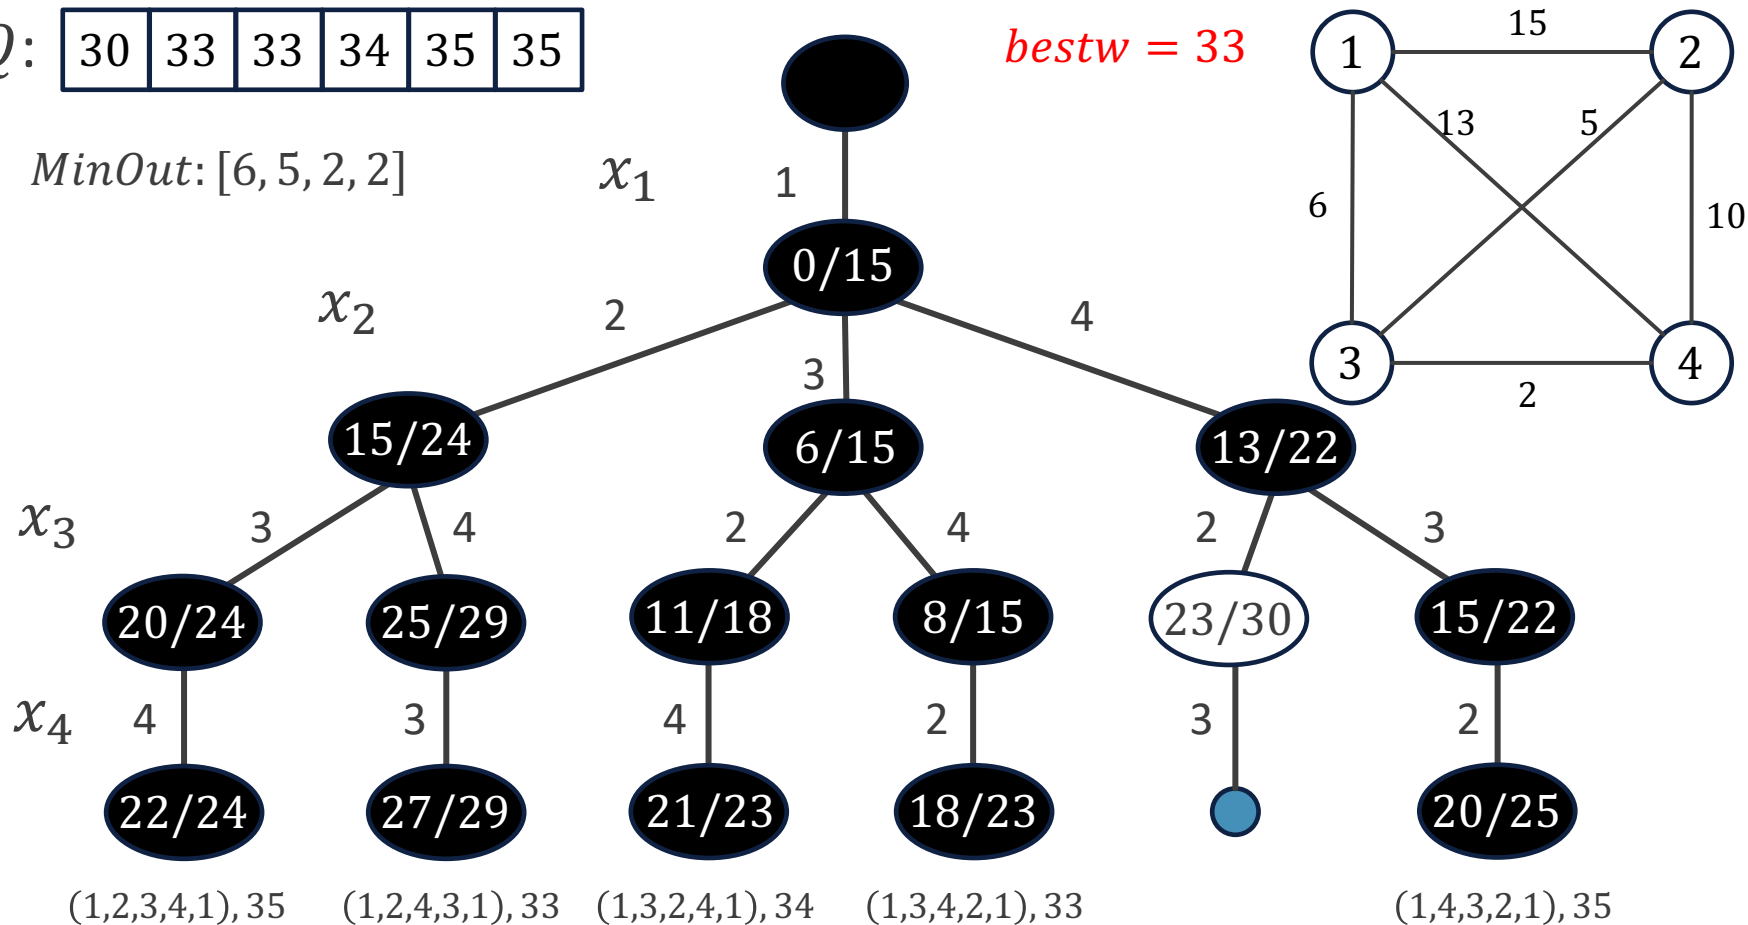 Q: 30 33 33 34 35 35
bestw = 33
MinOut: [6, 5, 2, 2]
1 15 2
13 5
6 10
3 2 4
x₁ 1
0/15
x₂ 2 3 4
15/24 6/15 13/22
x₃ 3 4 2 4 2 3
20/24 25/29 11/18 8/15 23/30 15/22
x₄ 4 3 4 2 3 2
22/24 27/29 21/23 18/23 20/25
(1,2,3,4,1), 35 (1,2,4,3,1), 33 (1,3,2,4,1), 34 (1,3,4,2,1), 33 (1,4,3,2,1), 35